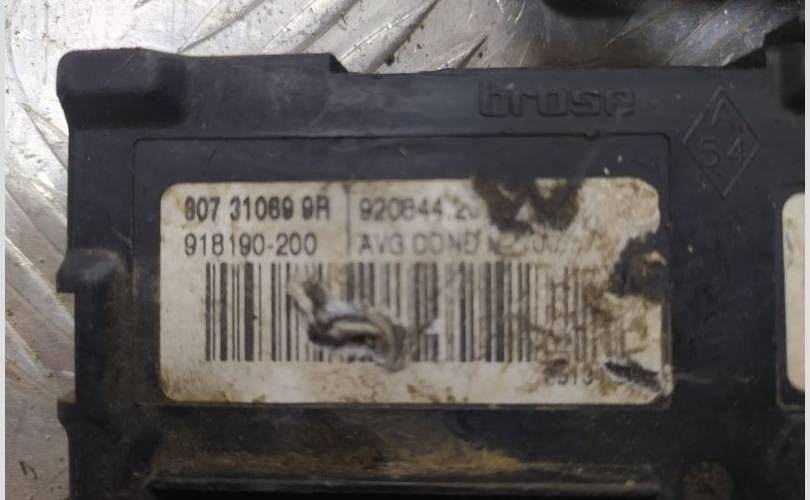 brose
A
54
807 31069 9R
920844
918190-200
AVG COND